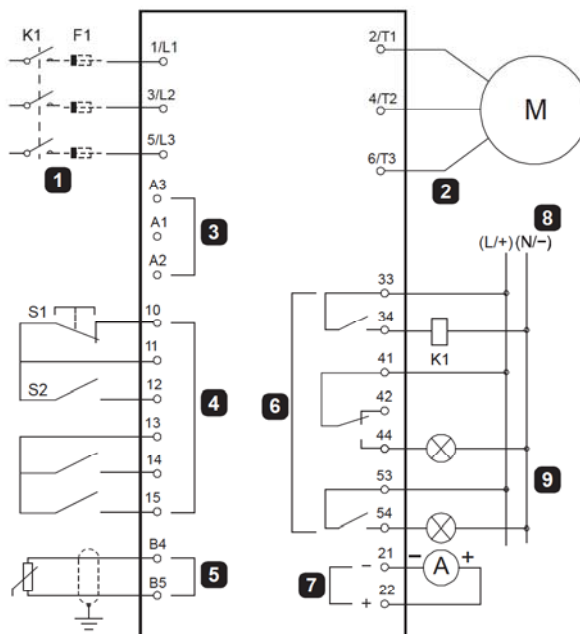 K1 F1
1/L1
3/L2
5/L3
1
A3
A1
A2
3
S1
10
11
S2
12
13
14
15
4
B4
B5
5
2/T1
4/T2
6/T3
M
2
8
(L/+) (N/−)
33
34
K1
41
42
44
53
54
6
9
21
22
7
−
+
− A +